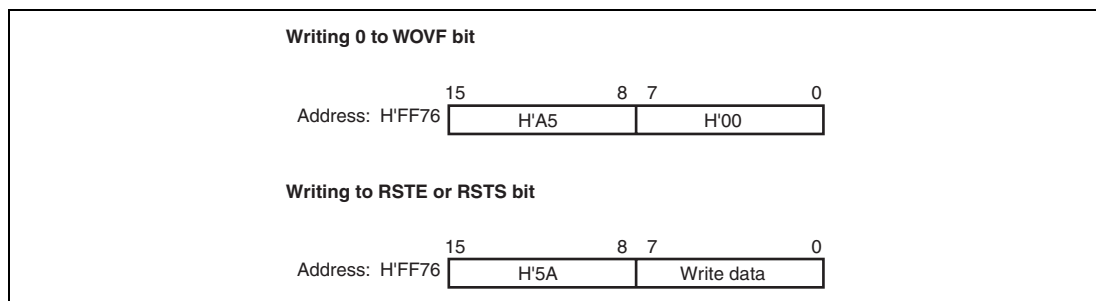 Writing 0 to WOVF bit
15 8 7 0
Address: H'FF76 H'A5 H'00
Writing to RSTE or RSTS bit
15 8 7 0
Address: H'FF76 H'5A Write data